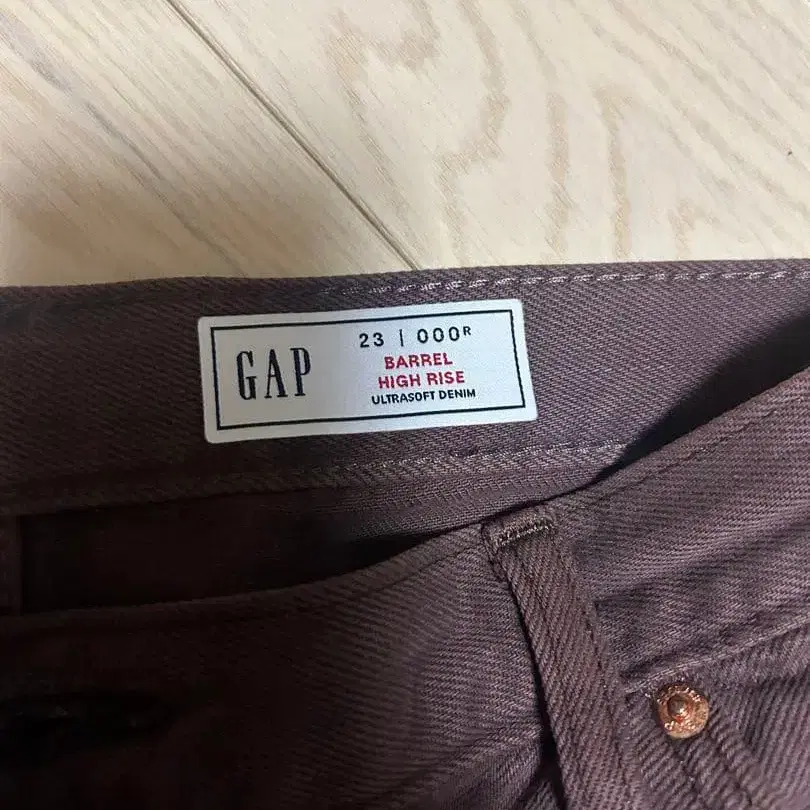 GAP
23 | 000R
BARREL
HIGH RISE
ULTRASOFT DENIM